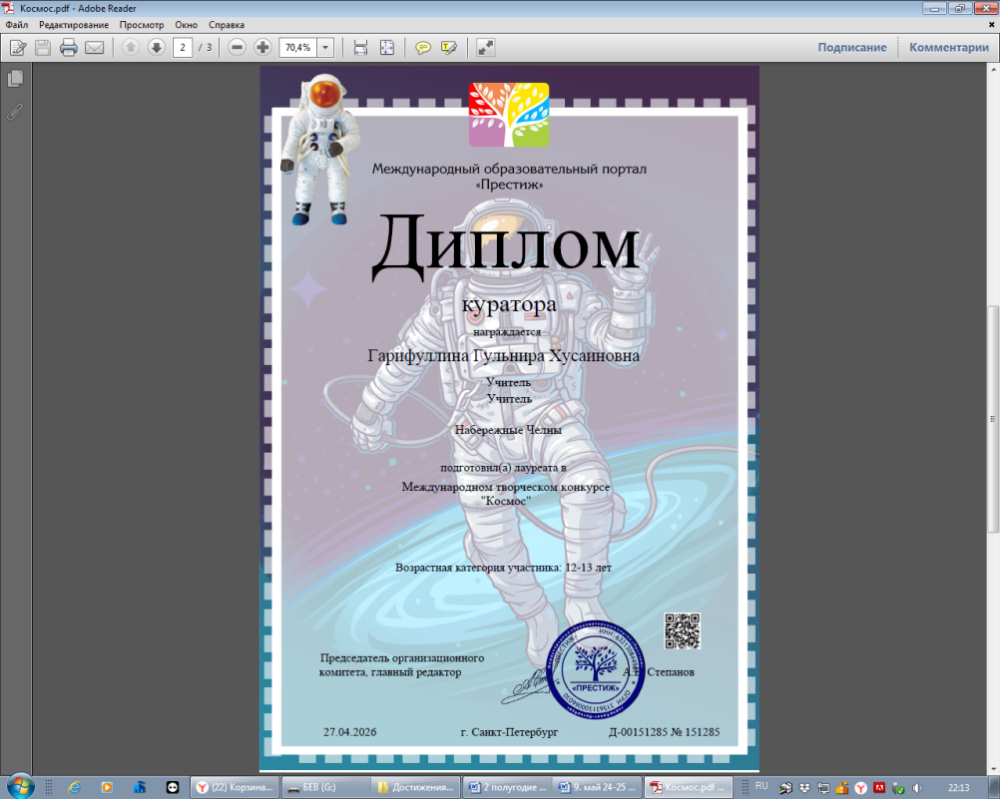 Космос.pdf - Adobe Reader
Файл Редактирование Просмотр Окно Справка
2 / 3 70,4% Подписание Комментарии
Международный образовательный портал
«Престиж»
Диплом
куратора
награждается
Гарифуллина Гульнира Хусаиновна
Учитель
Учитель
Набережные Челны
подготовил(а) лауреата в
Международном творческом конкурсе
"Космос"
Возрастная категория участника: 12-13 лет
Председатель организационного
комитета, главный редактор
Степанов
«ПРЕСТИЖ»
27.04.2026 г. Санкт-Петербург Д-00151285 № 151285
(22) Корзина... БЕВ (G:) Достижения... 2 полугодие ... 9. май 24-25 ... Космос.pdf ... RU 22:13